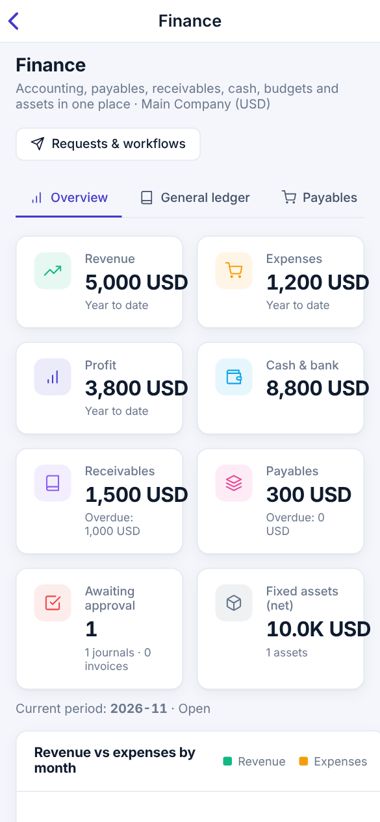 Finance
Finance
Accounting, payables, receivables, cash, budgets and
assets in one place · Main Company (USD)
Requests & workflows
Overview
General ledger
Payables
Revenue
5,000 USD
Year to date
Expenses
1,200 USD
Year to date
Profit
3,800 USD
Year to date
Cash & bank
8,800 USD
Receivables
1,500 USD
Overdue:
1,000 USD
Payables
300 USD
Overdue: 0
USD
Awaiting
approval
1
1 journals · 0
invoices
Fixed assets
(net)
10.0K USD
1 assets
Current period: 2026-11 · Open
Revenue vs expenses by
month
Revenue
Expenses